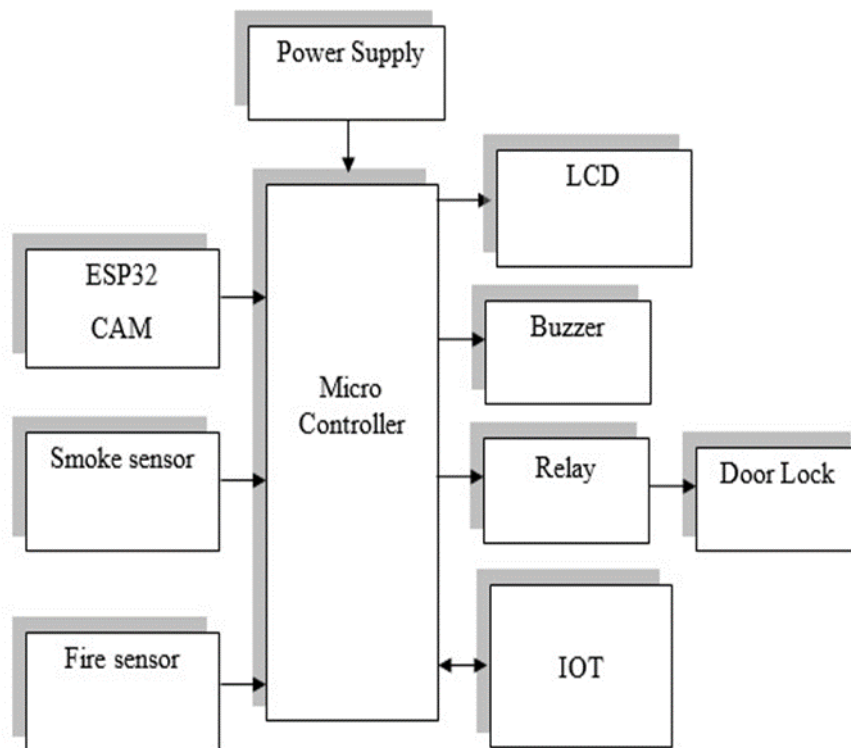 Power Supply
LCD
ESP32
CAM
Buzzer
Micro
Controller
Smoke sensor
Relay
Door Lock
Fire sensor
IOT